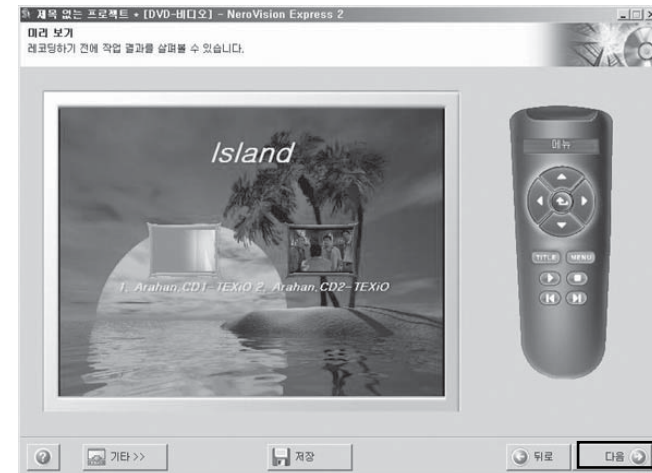 제목 없는 프로젝트 • [DVD-비디오] - NeroVision Express 2
미리 보기
레코딩하기 전에 작업 결과를 살펴볼 수 있습니다.
Island
1. Arahan,CD1-TEXiO 2. Arahan,CD2-TEXiO
메뉴
TITLE MENU
기타 >>
저장
뒤로
다음